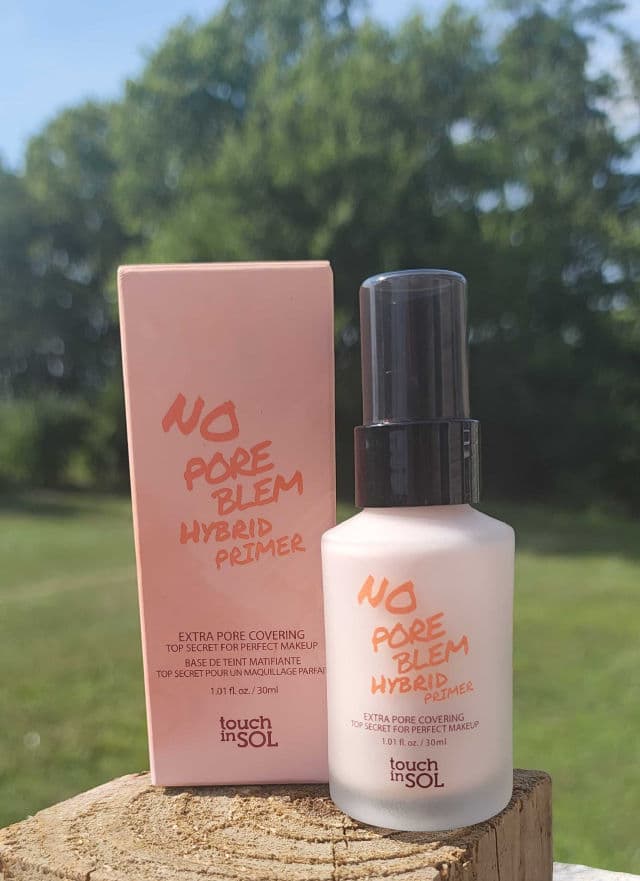 NO
PORE
BLEM
HYBRID
PRIMER
EXTRA PORE COVERING
TOP SECRET FOR PERFECT MAKEUP
BASE DE TEINT MATIFIANTE
TOP SECRET POUR UN MAQUILLAGE PARFAI
1.01 fl. oz. / 30ml
touch
in SOL
NO
PORE
BLEM
HYBRID
PRIMER
EXTRA PORE COVERING
TOP SECRET FOR PERFECT MAKEUP
1.01 fl. oz. / 30ml
touch
in SOL